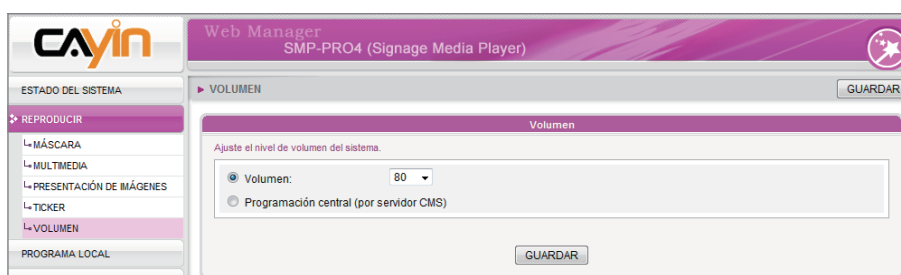 CAYIN
Web Manager
SMP-PRO4 (Signage Media Player)
ESTADO DEL SISTEMA
REPRODUCIR
MÁSCARA
MULTIMEDIA
PRESENTACIÓN DE IMÁGENES
TICKER
VOLUMEN
PROGRAMA LOCAL
VOLUMEN
GUARDAR
Volumen
Ajuste el nivel de volumen del sistema.
Volumen: 80
Programación central (por servidor CMS)
GUARDAR